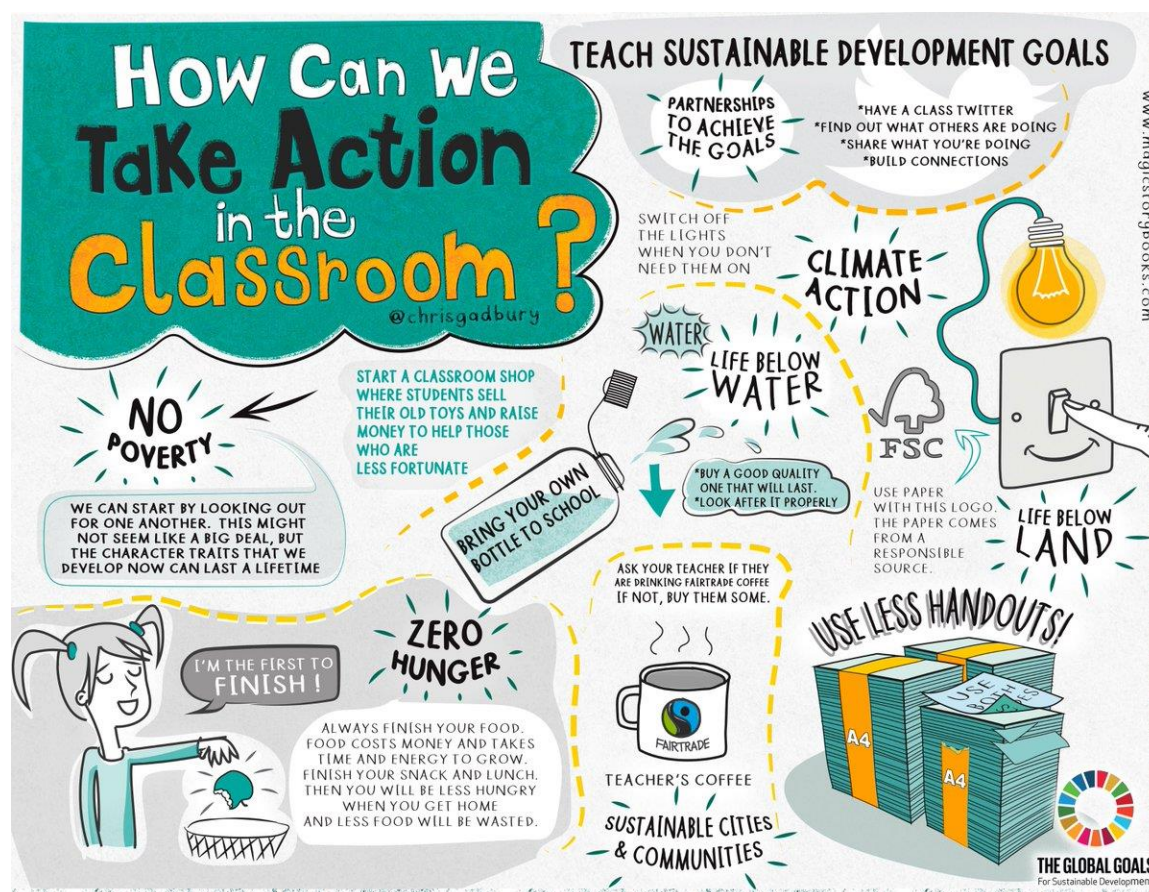 How Can We
Take Action
in the
Classroom?
@chrisgadbury
TEACH SUSTAINABLE DEVELOPMENT GOALS
PARTNERSHIPS
TO ACHIEVE
THE GOALS
*HAVE A CLASS TWITTER
*FIND OUT WHAT OTHERS ARE DOING
*SHARE WHAT YOU'RE DOING
*BUILD CONNECTIONS
www.magicstorybooks.com
SWITCH OFF
THE LIGHTS
WHEN YOU DON'T
NEED THEM ON
CLIMATE
ACTION
WATER
LIFE BELOW
WATER
*BUY A GOOD QUALITY
ONE THAT WILL LAST.
*LOOK AFTER IT PROPERLY
BRING YOUR OWN
BOTTLE TO SCHOOL
FSC
USE PAPER
WITH THIS LOGO.
THE PAPER COMES
FROM A
RESPONSIBLE
SOURCE.
LIFE BELOW
LAND
NO
POVERTY
START A CLASSROOM SHOP
WHERE STUDENTS SELL
THEIR OLD TOYS AND RAISE
MONEY TO HELP THOSE
WHO ARE
LESS FORTUNATE
WE CAN START BY LOOKING OUT
FOR ONE ANOTHER. THIS MIGHT
NOT SEEM LIKE A BIG DEAL, BUT
THE CHARACTER TRAITS THAT WE
DEVELOP NOW CAN LAST A LIFETIME
I'M THE FIRST TO
FINISH!
ZERO
HUNGER
ALWAYS FINISH YOUR FOOD.
FOOD COSTS MONEY AND TAKES
TIME AND ENERGY TO GROW.
FINISH YOUR SNACK AND LUNCH.
THEN YOU WILL BE LESS HUNGRY
WHEN YOU GET HOME
AND LESS FOOD WILL BE WASTED.
ASK YOUR TEACHER IF THEY
ARE DRINKING FAIRTRADE COFFEE
IF NOT, BUY THEM SOME.
FAIRTRADE
TEACHER'S COFFEE
SUSTAINABLE CITIES
& COMMUNITIES
USE LESS HANDOUTS!
USE
BOTH
SIDES
A4
A4
THE GLOBAL GOALS
For Sustainable Development